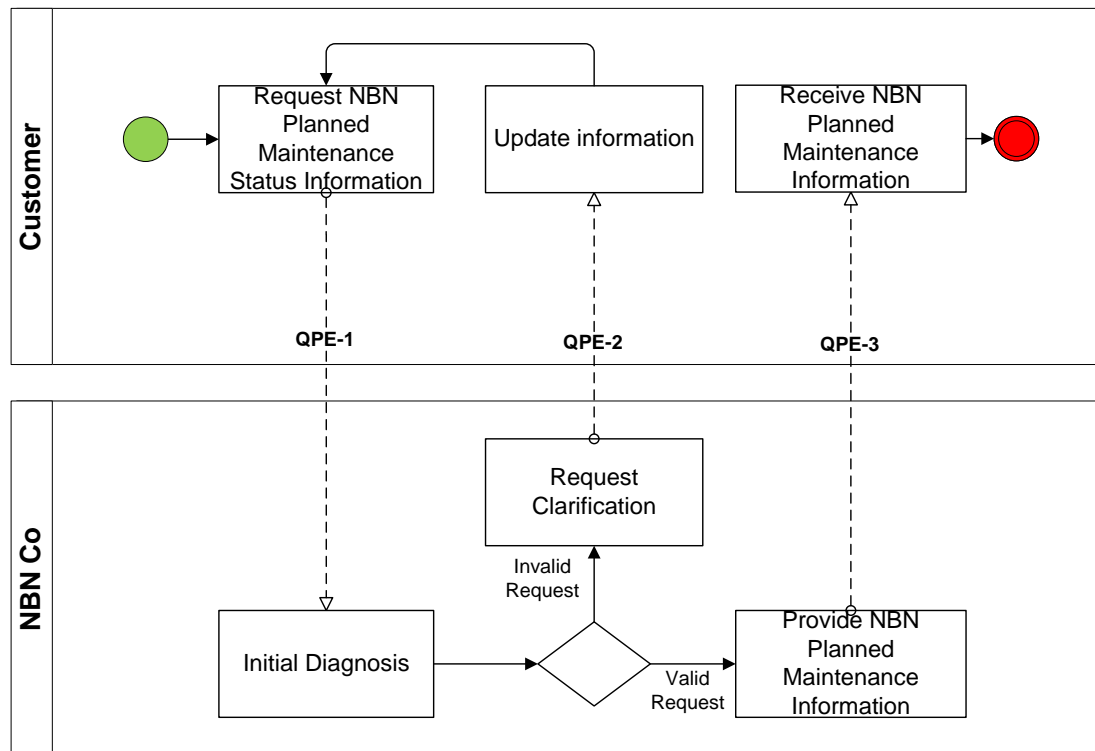 Customer
Request NBN
Planned
Maintenance
Status Information
Update information
Receive NBN
Planned
Maintenance
Information
QPE-1
QPE-2
QPE-3
NBN Co
Request
Clarification
Invalid
Request
Initial Diagnosis
Valid
Request
Provide NBN
Planned
Maintenance
Information